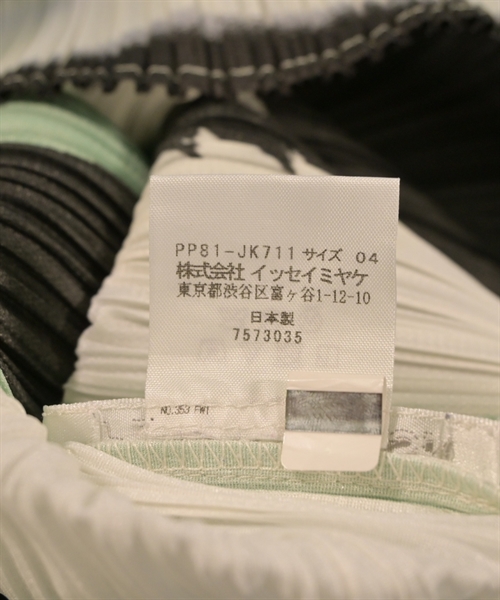 PP81-JK711 サイズ 04
株式会社 イッセイミヤケ
東京都渋谷区富ヶ谷1-12-10
日本製
7573035
NO.353 FWT